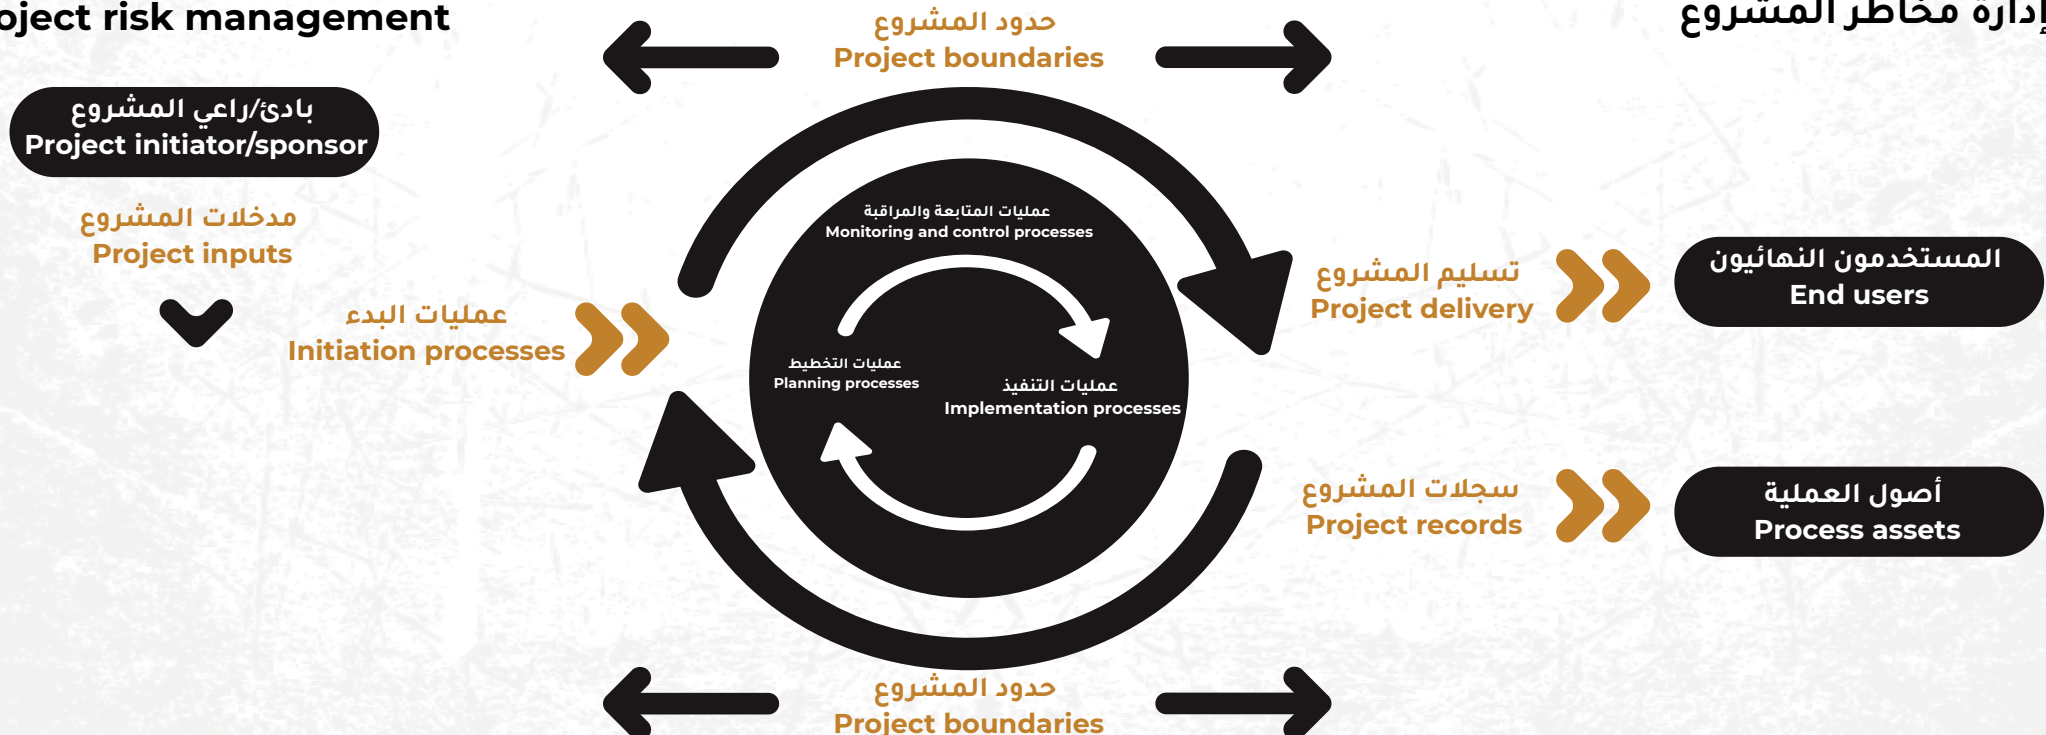 oject risk management
إدارة مخاطر المشروع
حدود المشروع
Project boundaries
بادئ/راعي المشروع
Project initiator/sponsor
مدخلات المشروع
Project inputs
عمليات البدء
Initiation processes
عمليات المتابعة والمراقبة
Monitoring and control processes
عمليات التخطيط
Planning processes
عمليات التنفيذ
Implementation processes
تسليم المشروع
Project delivery
المستخدمون النهائيون
End users
سجلات المشروع
Project records
أصول العملية
Process assets
حدود المشروع
Project boundaries